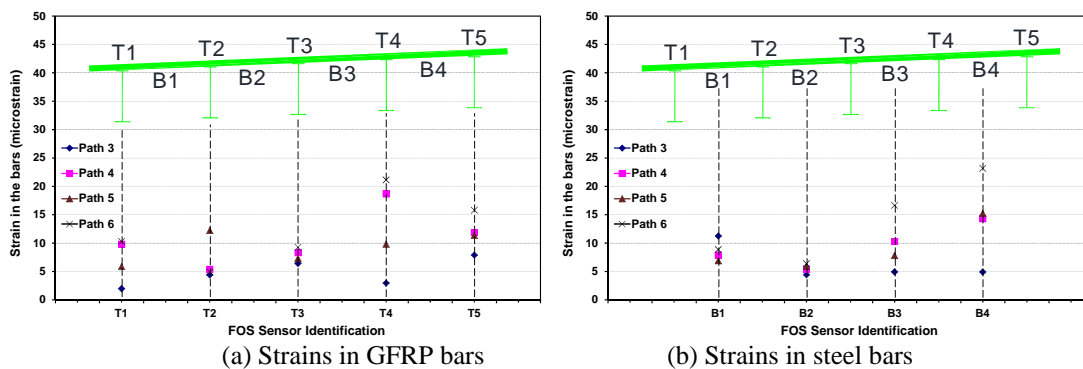 50
45
40
35
30
25
20
15
10
5
0
Strain in the bars (microstrain)
T1 T2 T3 T4 T5
B1 B2 B3 B4
Path 3
Path 4
Path 5
Path 6
T1 T2 T3 T4 T5
FOS Sensor Identification
(a) Strains in GFRP bars
50
45
40
35
30
25
20
15
10
5
0
Strain in the bars (microstrain)
T1 T2 T3 T4 T5
B1 B2 B3 B4
Path 3
Path 4
Path 5
Path 6
B1 B2 B3 B4
FOS Sensor Identification
(b) Strains in steel bars